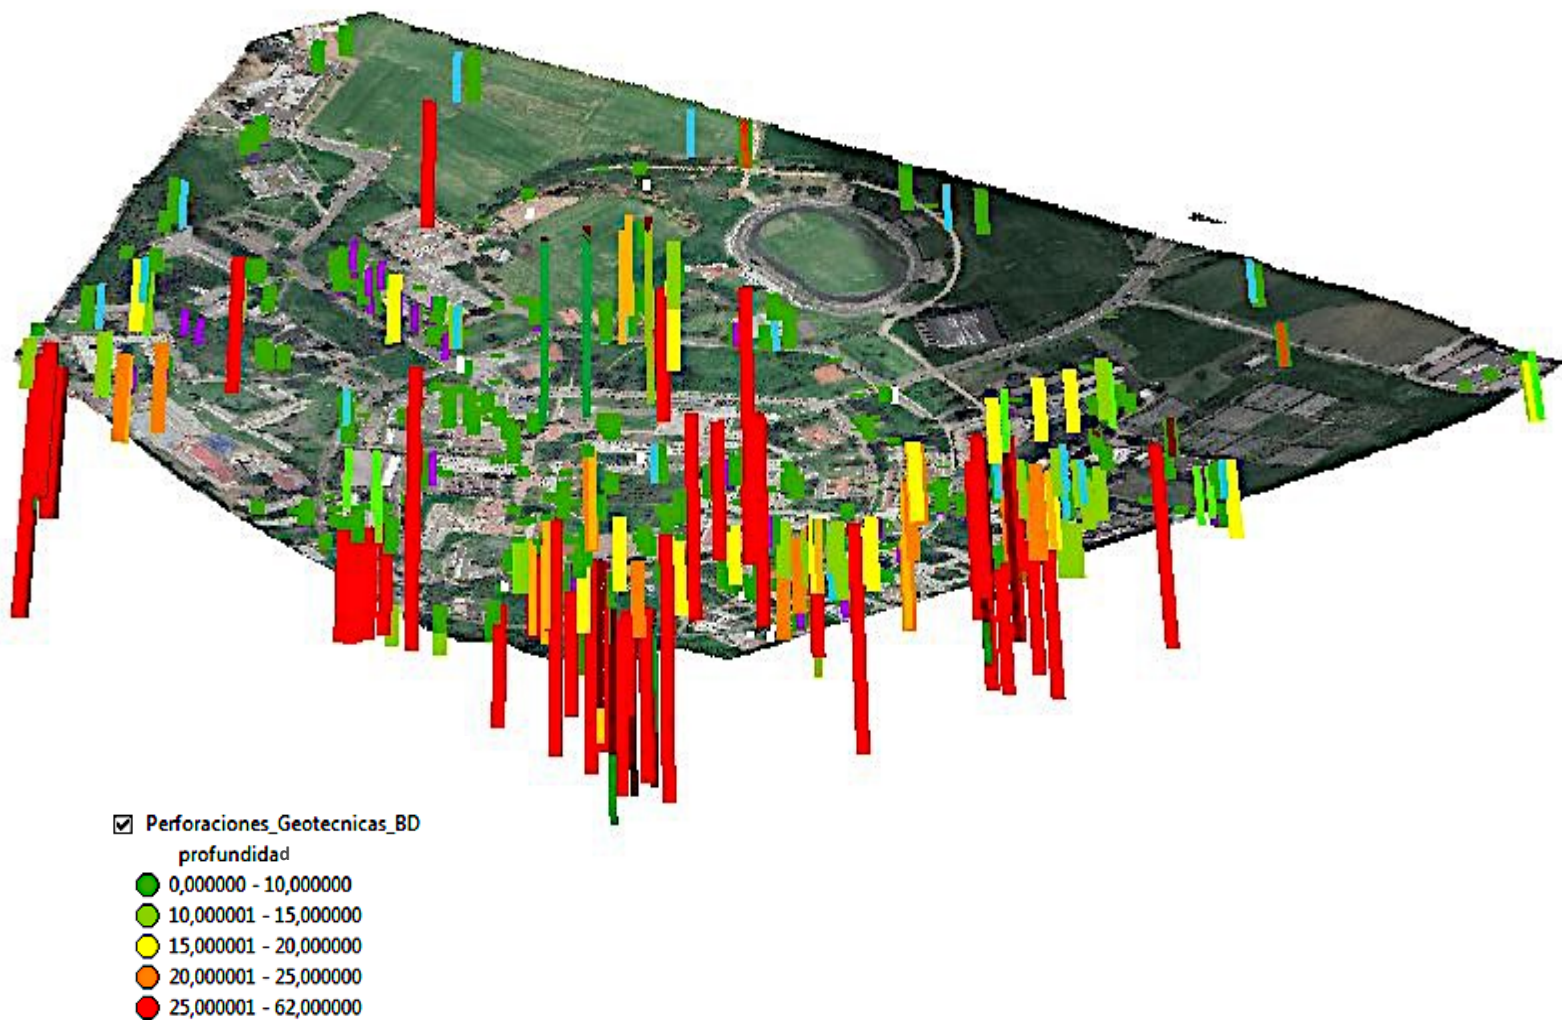 Perforaciones_Geotecnicas_BD
profundidad
0,000000 - 10,000000
10,000001 - 15,000000
15,000001 - 20,000000
20,000001 - 25,000000
25,000001 - 62,000000